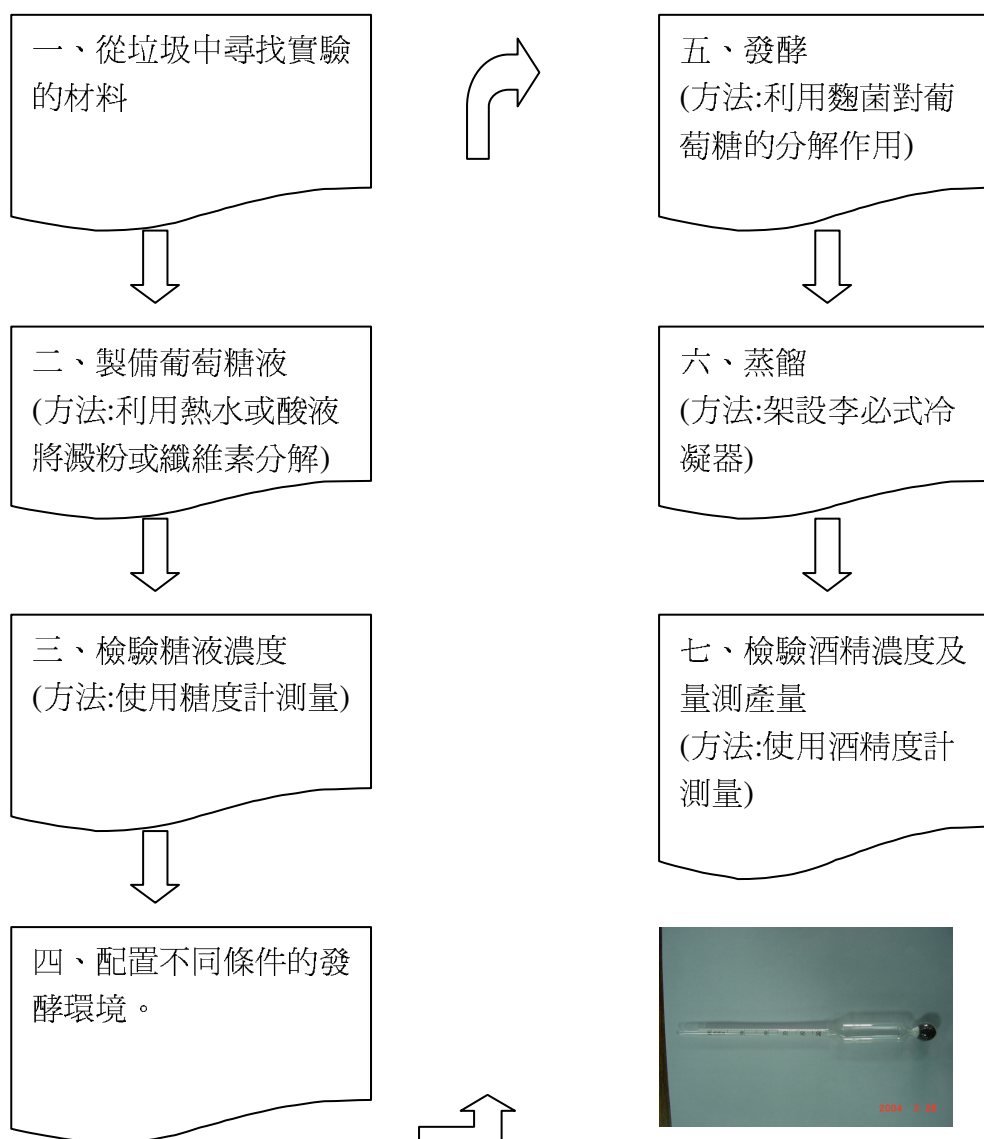 一、從垃圾中尋找實驗
的材料
二、製備葡萄糖液
(方法:利用熱水或酸液
將澱粉或纖維素分解)
三、檢驗糖液濃度
(方法:使用糖度計測量)
四、配置不同條件的發
酵環境。
五、發酵
(方法:利用麴菌對葡
萄糖的分解作用)
六、蒸餾
(方法:架設李必式冷
凝器)
七、檢驗酒精濃度及
量測產量
(方法:使用酒精度計
測量)